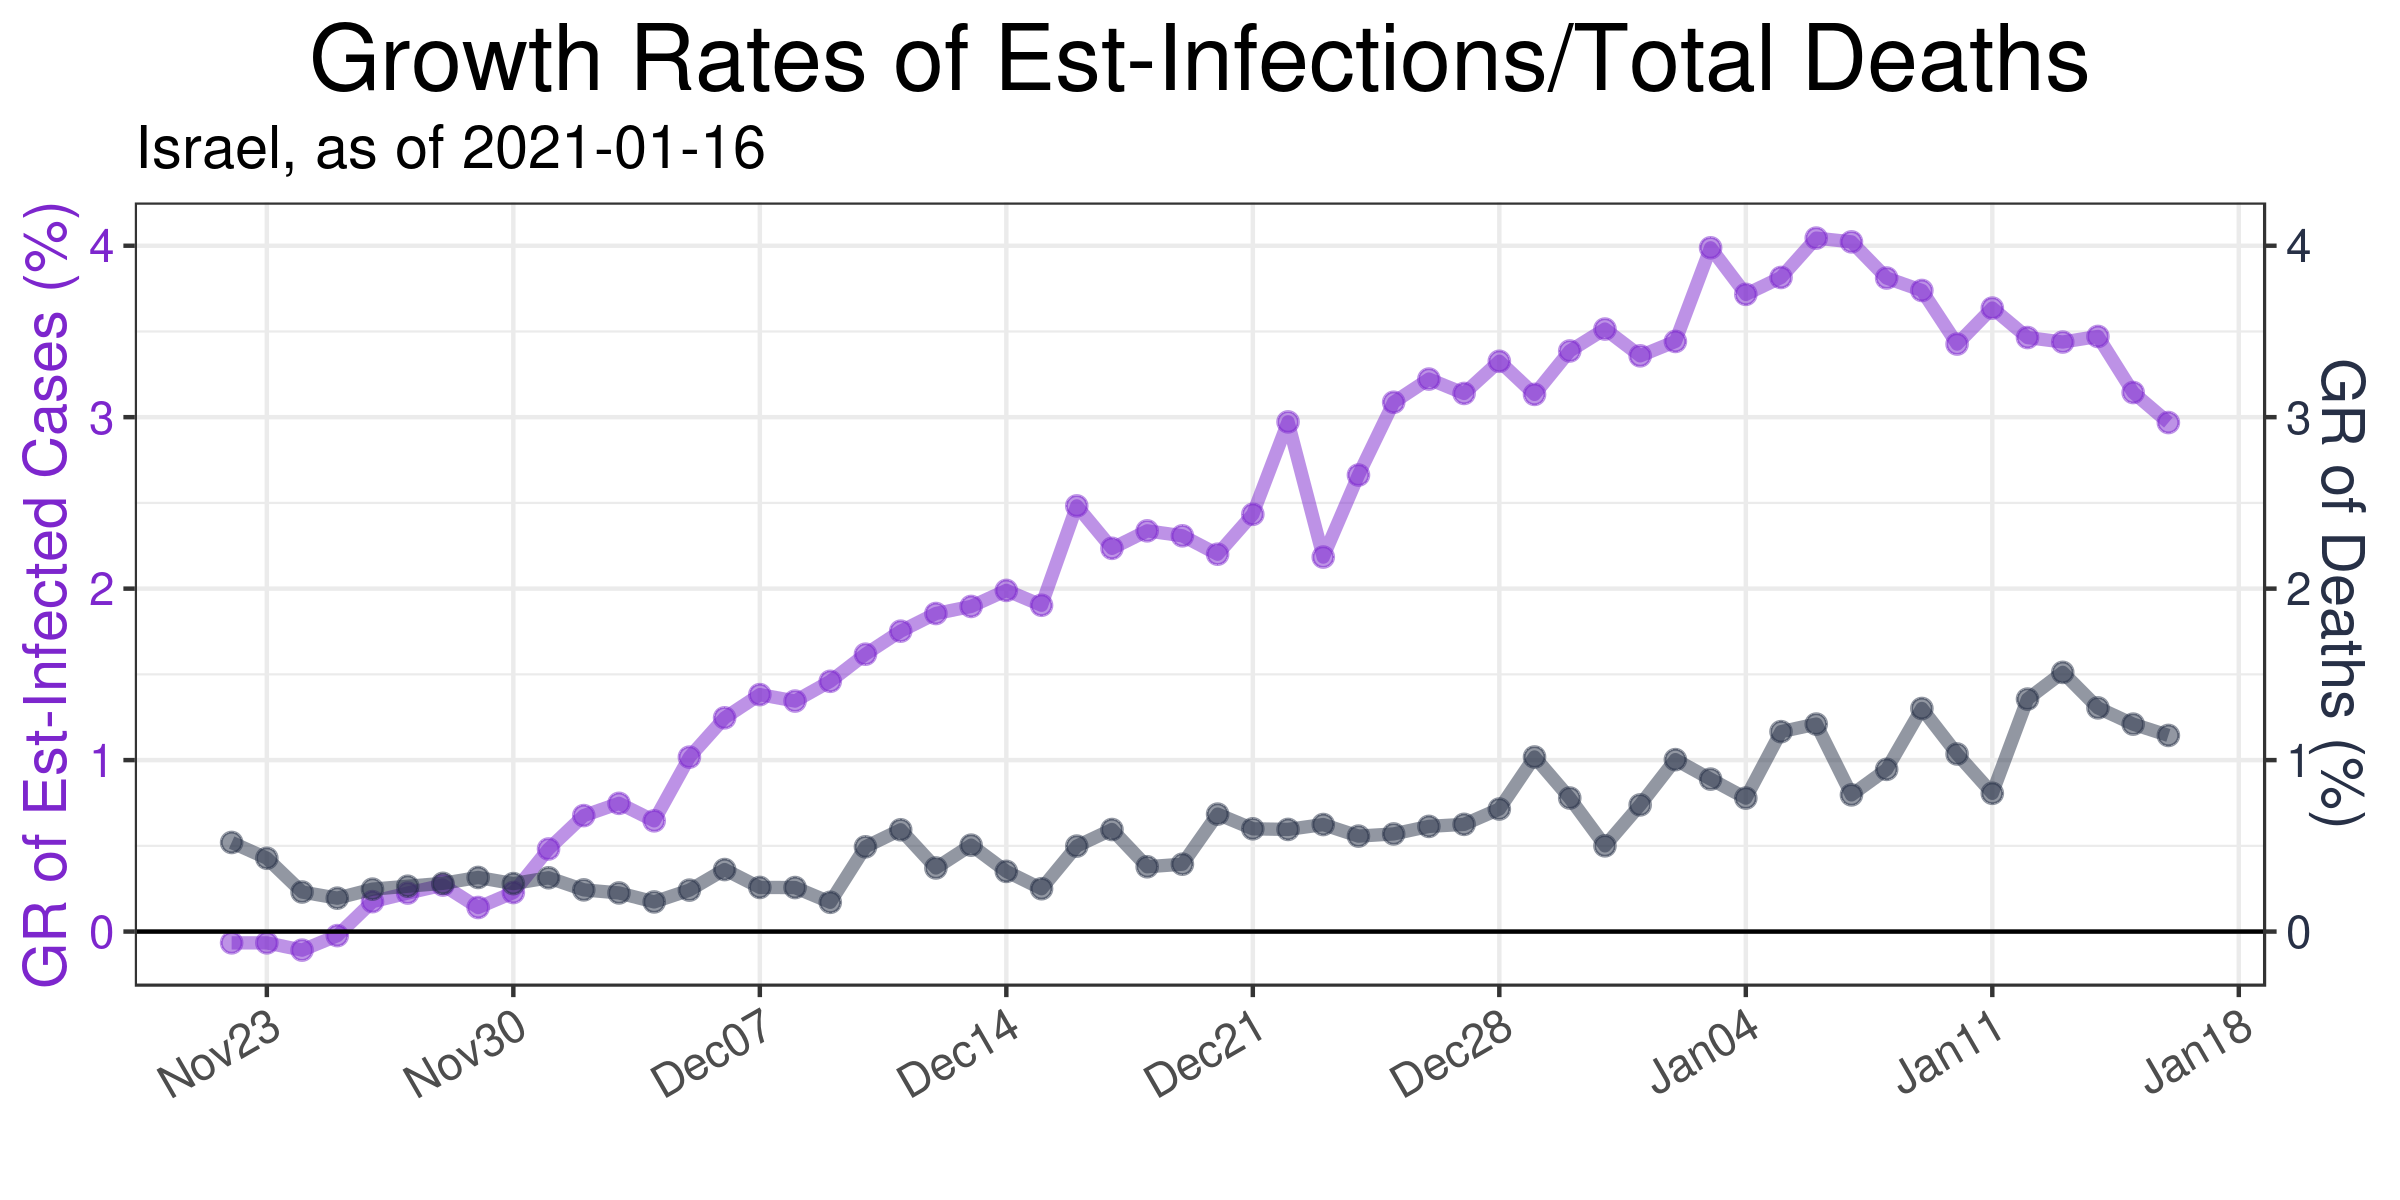 Growth Rates of Est-Infections/Total Deaths
Israel, as of 2021-01-16
GR of Est-Infected Cases (%)
4
3
2
1
0
4
3
2
1
0
GR of Deaths (%)
Nov23
Nov30
Dec07
Dec14
Dec21
Dec28
Jan04
Jan11
Jan18